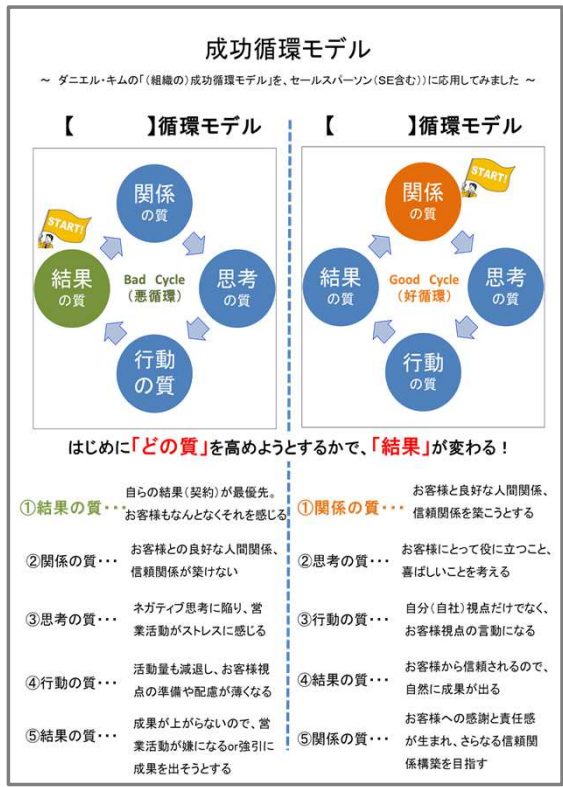 成功循環モデル
～ ダニエル・キムの「(組織の)成功循環モデル」を、セールスパーソン(SE含む))に応用してみました ～
【　　　　】循環モデル
START!
関係
の質
結果
の質
Bad Cycle
(悪循環)
思考
の質
行動
の質
【　　　　】循環モデル
START!
関係
の質
結果
の質
Good Cycle
(好循環)
思考
の質
行動
の質
はじめに「どの質」を高めようとするかで、「結果」が変わる！
①結果の質･･･
自らの結果(契約)が最優先。
お客様もなんとなくそれを感じる
②関係の質･･･
お客様との良好な人間関係、
信頼関係が築けない
③思考の質･･･
ネガティブ思考に陥り、営
業活動がストレスに感じる
④行動の質･･･
活動量も減退し、お客様視
点の準備や配慮が薄くなる
⑤結果の質･･･
成果が上がらないので、営
業活動が嫌になるor強引に
成果を出そうとする
①関係の質･･･
お客様と良好な人間関係、
信頼関係を築こうとする
②思考の質･･･
お客様にとって役に立つこと、
喜ばしいことを考える
③行動の質･･･
自分(自社)視点だけでなく、
お客様視点の言動になる
④結果の質･･･
お客様から信頼されるので、
自然に成果が出る
⑤関係の質･･･
お客様への感謝と責任感
が生まれ、さらなる信頼関
係構築を目指す